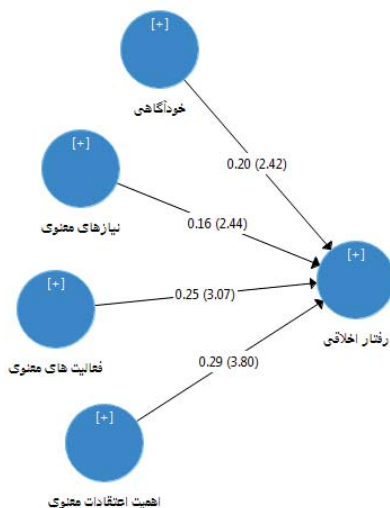 [+]
خودآگاهی
0.20 (2.42)
[+]
نیازهای معنوی
0.16 (2.44)
[+]
رفتار اخلاقی
[+]
فعالیت های معنوی
0.25 (3.07)
0.29 (3.80)
[+]
اهمیت اعتقادات معنوی